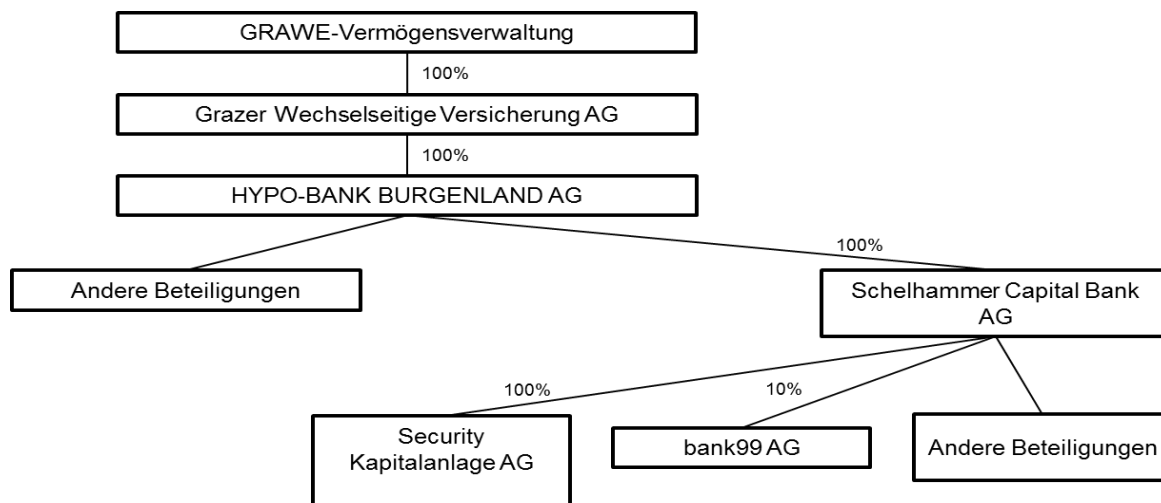 GRAWE-Vermögensverwaltung
100%
Grazer Wechselseitige Versicherung AG
100%
HYPO-BANK BURGENLAND AG
100%
Andere Beteiligungen
Schelhammer Capital Bank
AG
100%
10%
Security
Kapitalanlage AG
bank99 AG
Andere Beteiligungen